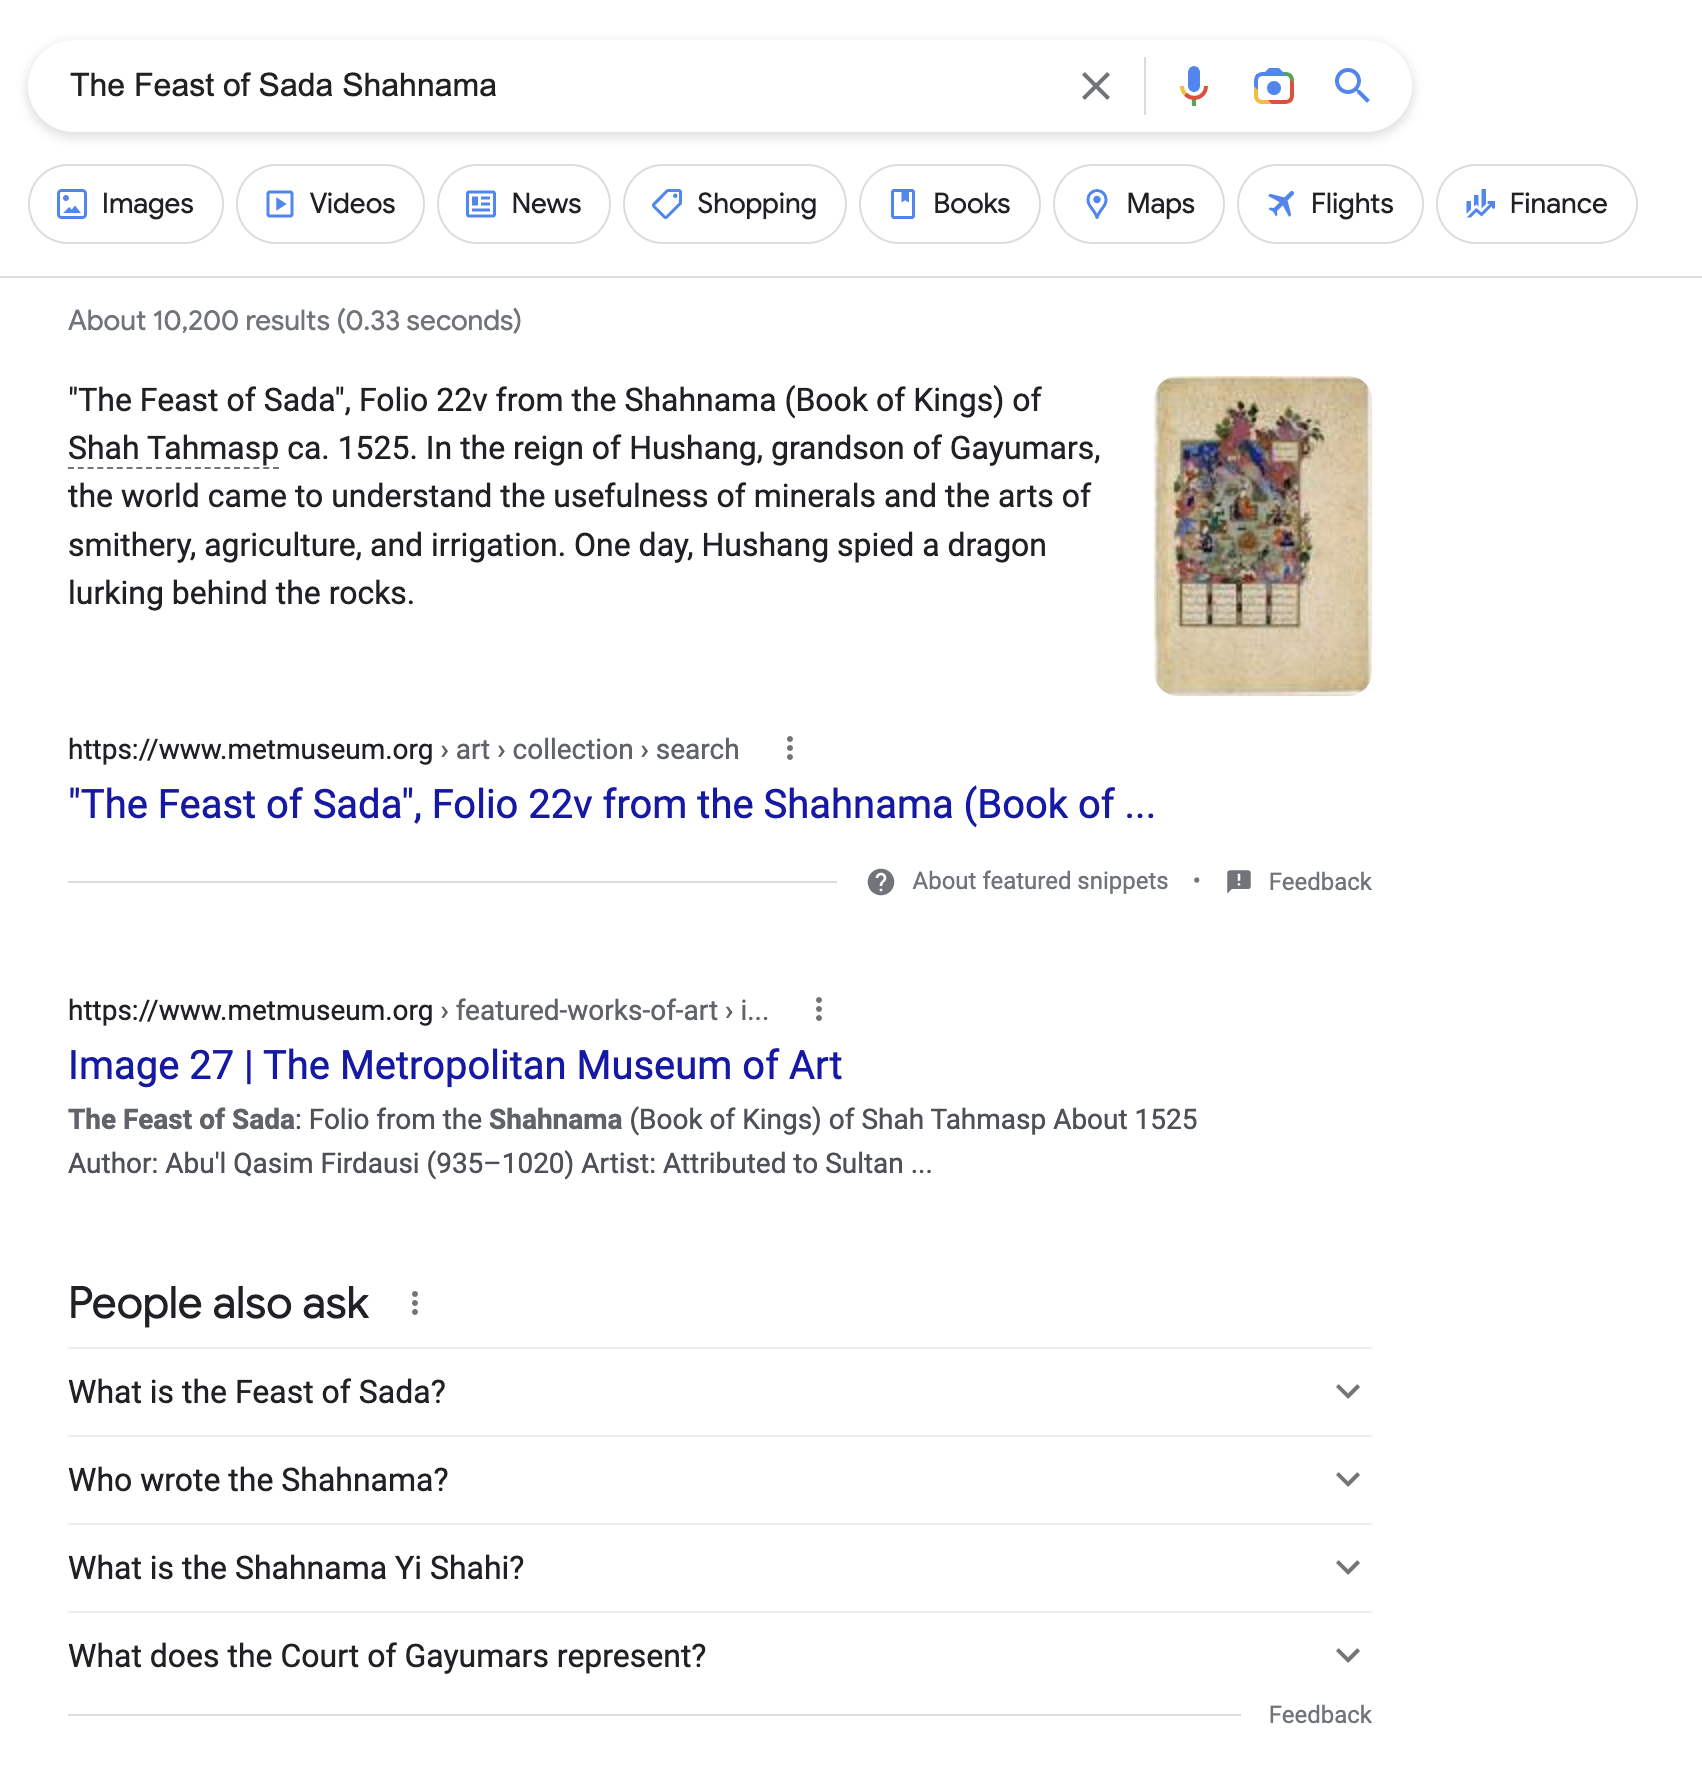 The Feast of Sada Shahnama
Images Videos News Shopping Books Maps Flights Finance
About 10,200 results (0.33 seconds)
"The Feast of Sada", Folio 22v from the Shahnama (Book of Kings) of
Shah Tahmasp ca. 1525. In the reign of Hushang, grandson of Gayumars,
the world came to understand the usefulness of minerals and the arts of
smithery, agriculture, and irrigation. One day, Hushang spied a dragon
lurking behind the rocks.
https://www.metmuseum.org › art › collection › search
"The Feast of Sada", Folio 22v from the Shahnama (Book of ...
About featured snippets • Feedback
https://www.metmuseum.org › featured-works-of-art › i...
Image 27 | The Metropolitan Museum of Art
The Feast of Sada: Folio from the Shahnama (Book of Kings) of Shah Tahmasp About 1525
Author: Abu'l Qasim Firdausi (935–1020) Artist: Attributed to Sultan ...
People also ask
What is the Feast of Sada?
Who wrote the Shahnama?
What is the Shahnama Yi Shahi?
What does the Court of Gayumars represent?
Feedback